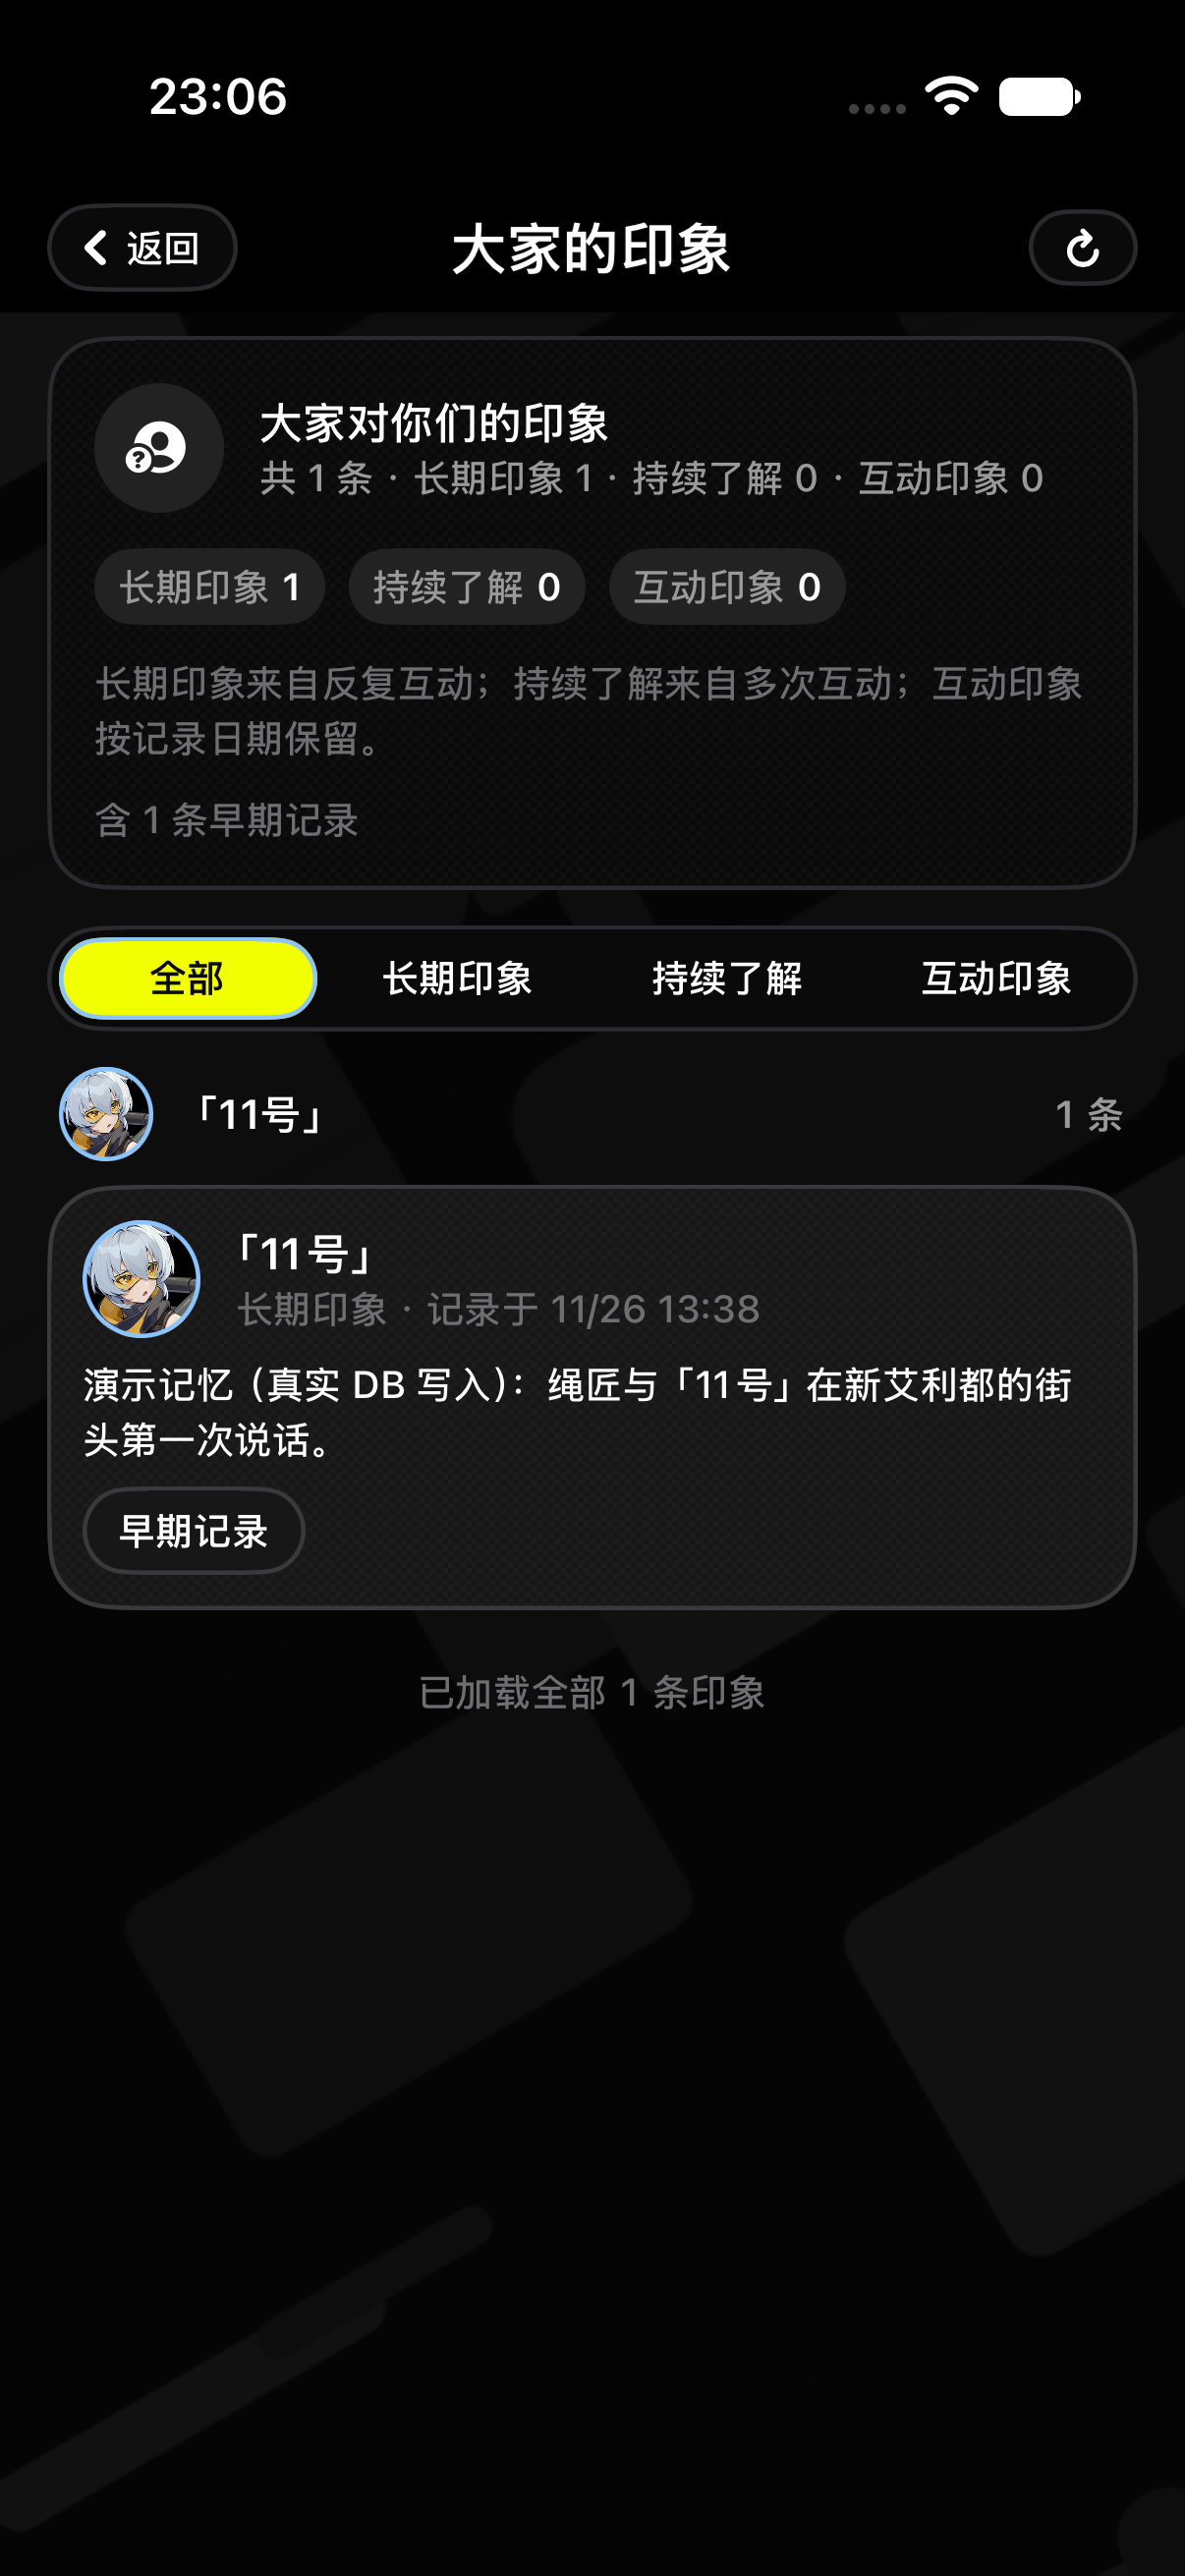 23:06
返回
大家的印象
大家对你们的印象
共 1 条 · 长期印象 1 · 持续了解 0 · 互动印象 0
长期印象 1
持续了解 0
互动印象 0
长期印象来自反复互动；持续了解来自多次互动；互动印象
按记录日期保留。
含 1 条早期记录
全部
长期印象
持续了解
互动印象
「11号」
1 条
「11号」
长期印象 · 记录于 11/26 13:38
演示记忆（真实 DB 写入）：绳匠与「11号」在新艾利都的街
头第一次说话。
早期记录
已加载全部 1 条印象